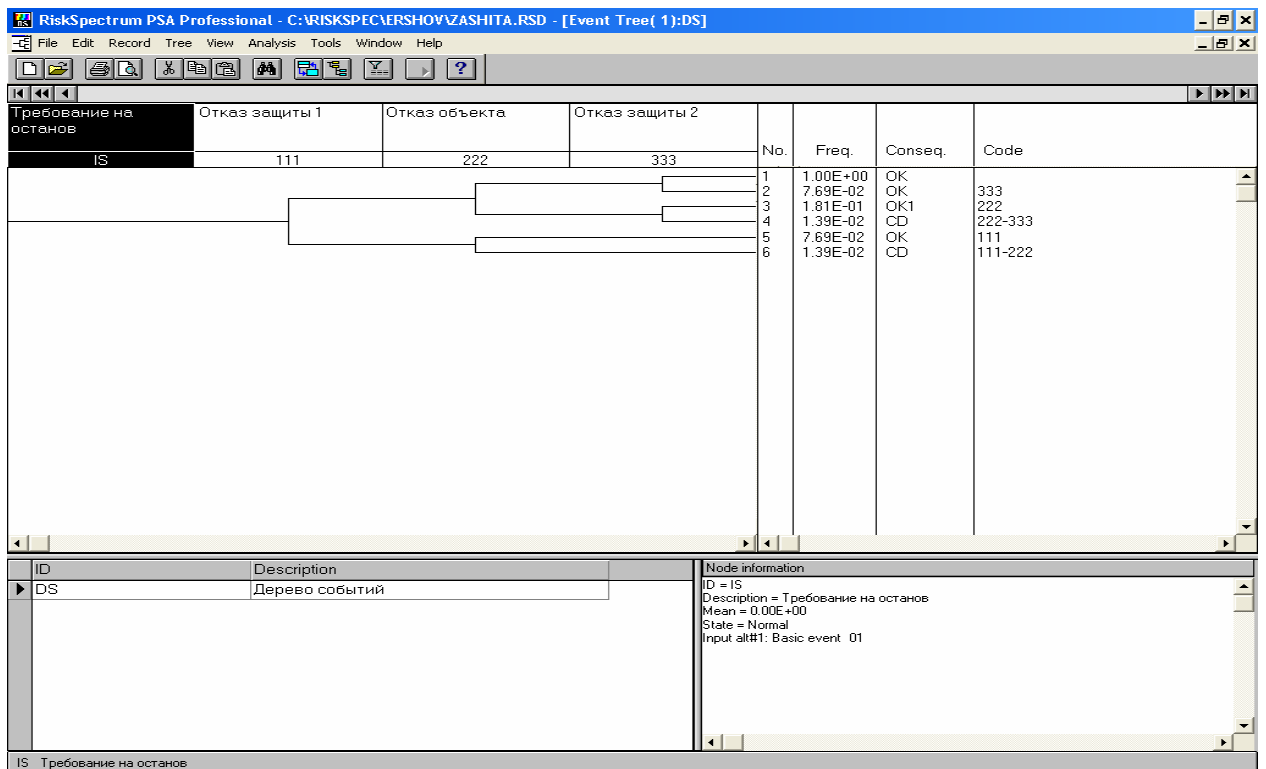 RiskSpectrum PSA Professional - C:\RISKSPEC\ERSHOV\ZASHITA.RSD - [Event Tree( 1):DS]
File Edit Record Tree View Analysis Tools Window Help
Требование на останов Отказ защиты 1 Отказ объекта Отказ защиты 2
IS 111 222 333 No. Freq. Conseq. Code
1 1.00E+00 OK
2 7.69E-02 OK 333
3 1.81E-01 OK1 222
4 1.39E-02 CD 222-333
5 7.69E-02 OK 111
6 1.39E-02 CD 111-222
ID Description
DS Дерево событий
Node information
ID = IS
Description = Требование на останов
Mean = 0.00E+00
State = Normal
Input alt#1: Basic event 01
IS Требование на останов